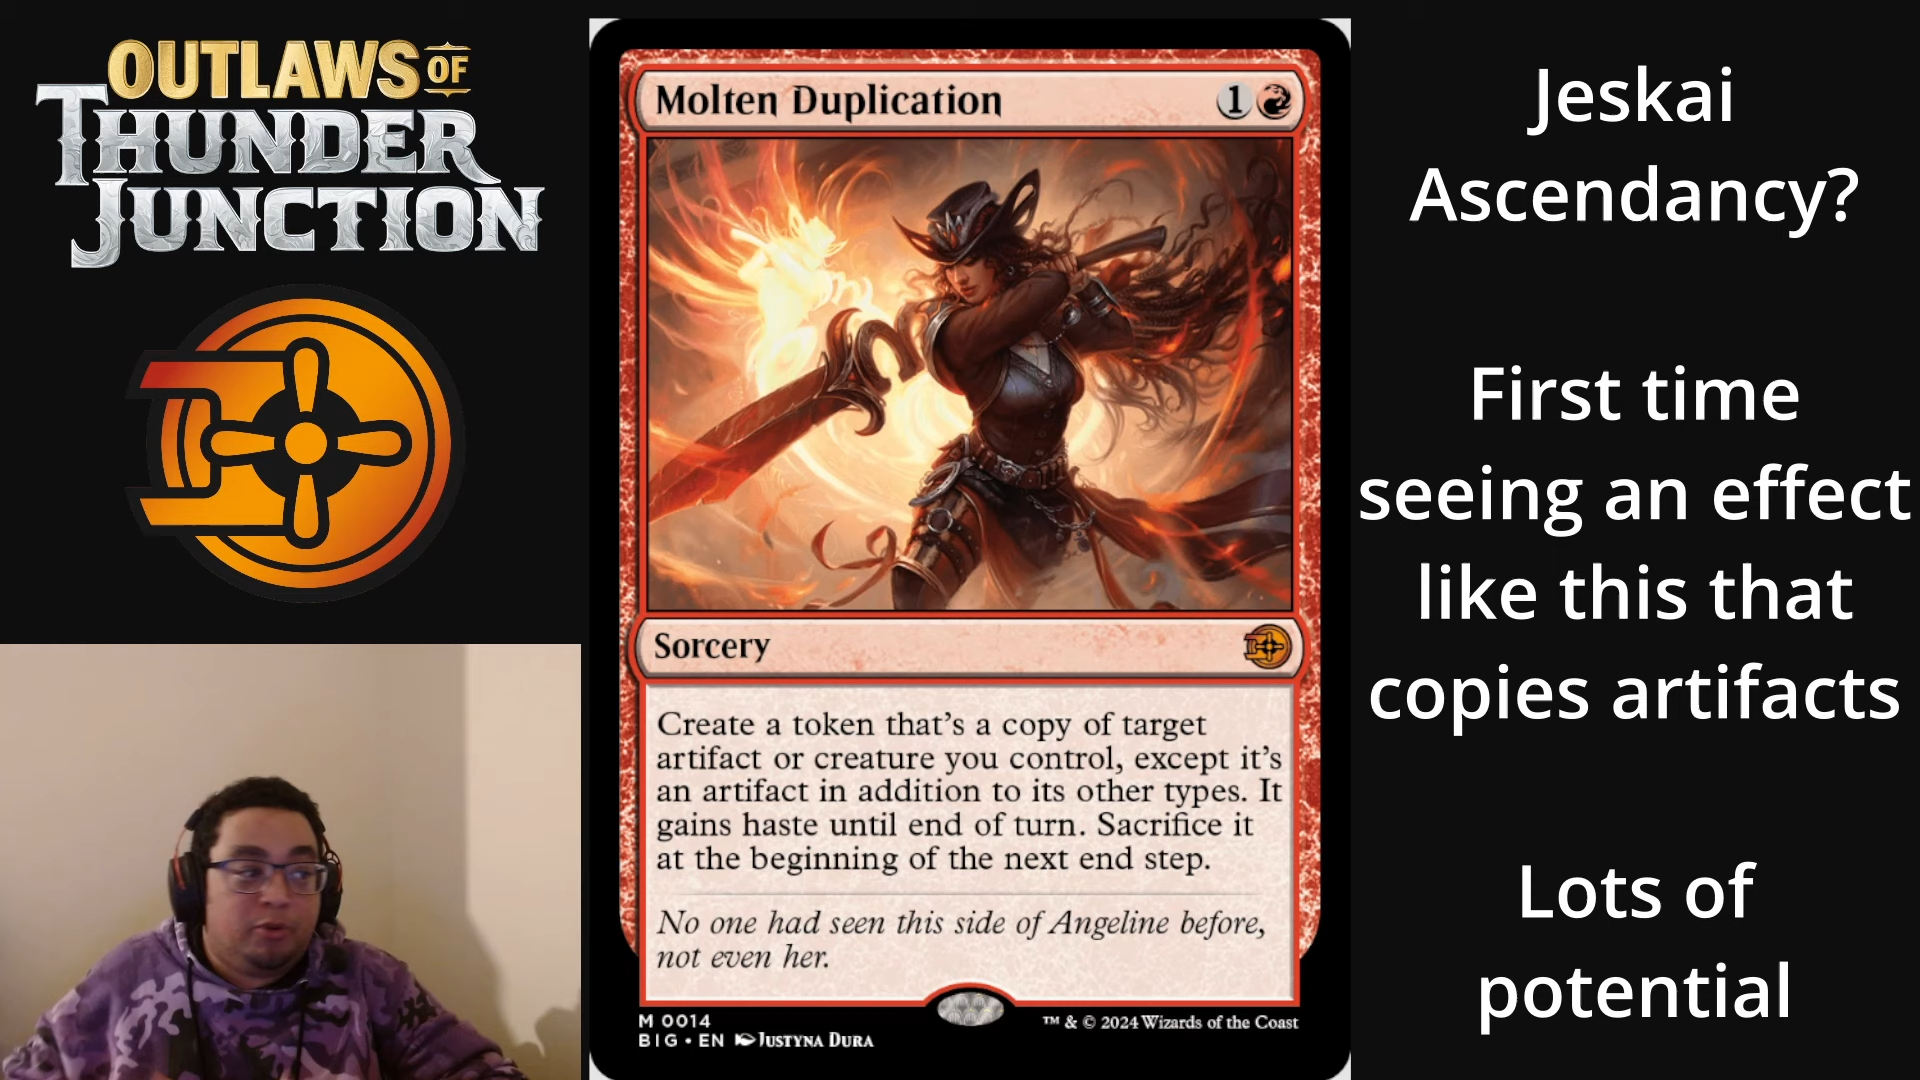 OUTLAWS OF
THUNDER
JUNCTION
Molten Duplication
1
Sorcery
Create a token that's a copy of target
artifact or creature you control, except it's
an artifact in addition to its other types. It
gains haste until end of turn. Sacrifice it
at the beginning of the next end step.
No one had seen this side of Angeline before,
not even her.
M 0014
BIG • EN JUSTYNA DURA
™ & © 2024 Wizards of the Coast
Jeskai
Ascendancy?
First time
seeing an effect
like this that
copies artifacts
Lots of
potential